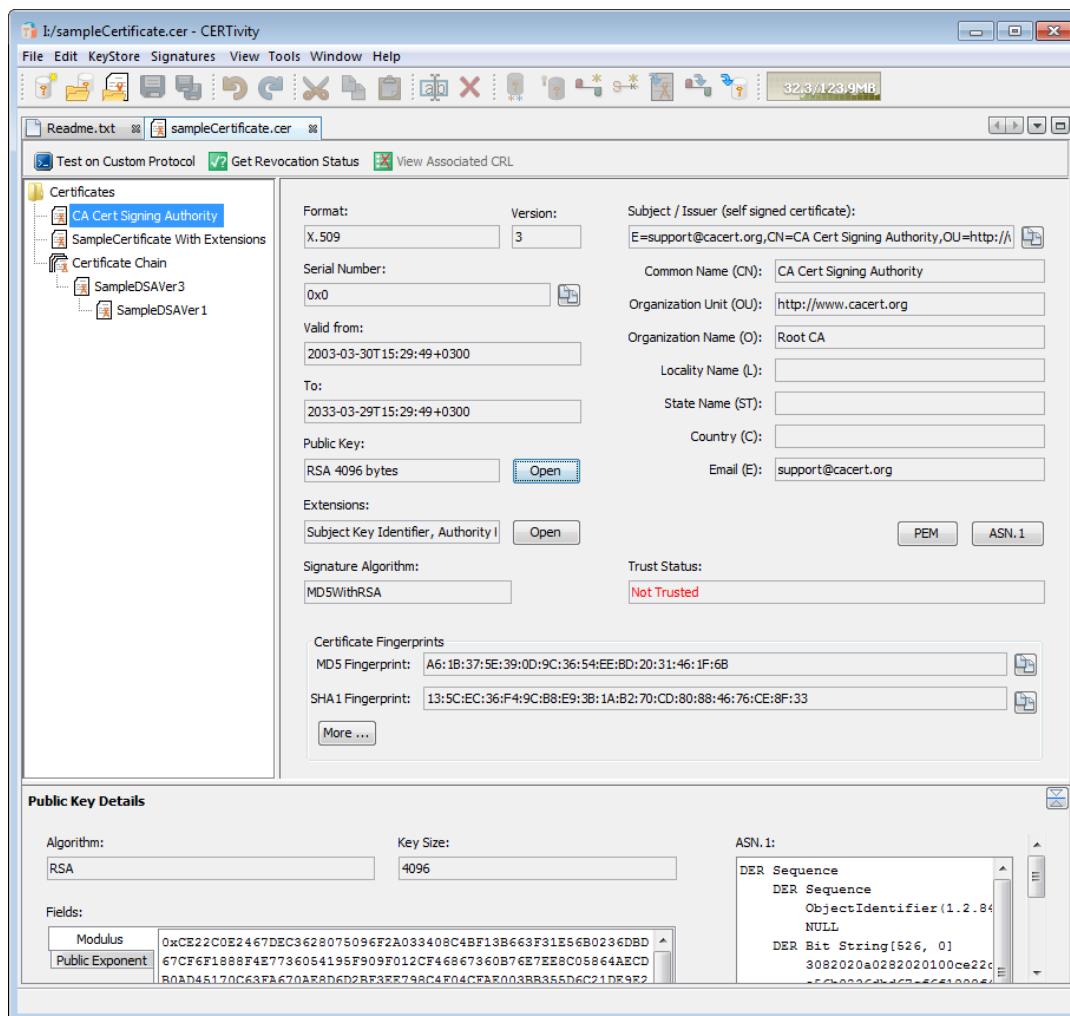 I:/sampleCertificate.cer - CERTivity
File Edit KeyStore Signatures View Tools Window Help
32.3/123.9MB
Readme.txt sampleCertificate.cer
Test on Custom Protocol Get Revocation Status View Associated CRL
Certificates
CA Cert Signing Authority
SampleCertificate With Extensions
Certificate Chain
SampleDSAVer3
SampleDSAVer1
Format: Version:
X.509 3
Serial Number:
0x0
Valid from:
2003-03-30T15:29:49+0300
To:
2033-03-29T15:29:49+0300
Public Key:
RSA 4096 bytes Open
Extensions:
Subject Key Identifier, Authority Open
Signature Algorithm:
MD5WithRSA
Subject / Issuer (self signed certificate):
E=support@cacert.org,CN=CA Cert Signing Authority,OU=http://
Common Name (CN): CA Cert Signing Authority
Organization Unit (OU): http://www.cacert.org
Organization Name (O): Root CA
Locality Name (L):
State Name (ST):
Country (C):
Email (E): support@cacert.org
PEM ASN.1
Trust Status:
Not Trusted
Certificate Fingerprints
MD5 Fingerprint: A6:1B:37:5E:39:0D:9C:36:54:EE:BD:20:31:46:1F:6B
SHA1 Fingerprint: 13:5C:EC:36:F4:9C:B8:E9:3B:1A:B2:70:CD:80:88:46:76:CE:8F:33
More ...
Public Key Details
Algorithm: Key Size:
RSA 4096
Fields:
Modulus
Public Exponent
0xCE22C0E2467DEC3628075096F2A033408C4BF13B663F31E56B0236DBD
67CF6F1888F4E7736054195F909F012CF46867360B76E7EE8C05864AECD
B0AD45170C63FA670AE8D6D2BF3EE798C4F04CFAE003BB355D6C21DE9E2
ASN.1:
DER Sequence
DER Sequence
ObjectIdentifier(1.2.84
NULL
DER Bit String[526, 0]
3082020a0282020100ce22c